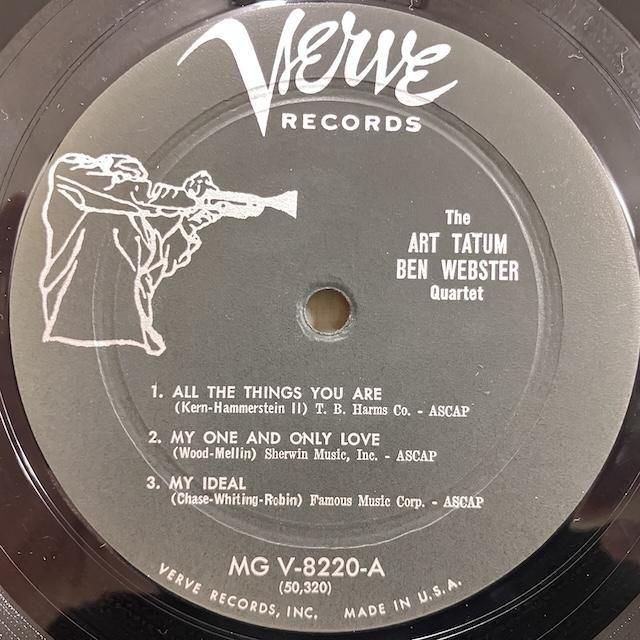 Verve
RECORDS
The
ART TATUM
BEN WEBSTER
Quartet
1. ALL THE THINGS YOU ARE
(Kern-Hammerstein II) T. B. Harms Co. - ASCAP
2. MY ONE AND ONLY LOVE
(Wood-Mellin) Sherwin Music, Inc. - ASCAP
3. MY IDEAL
(Chase-Whiting-Robin) Famous Music Corp. - ASCAP
MG V-8220-A
(50,320)
VERVE RECORDS, INC. MADE IN U.S.A.